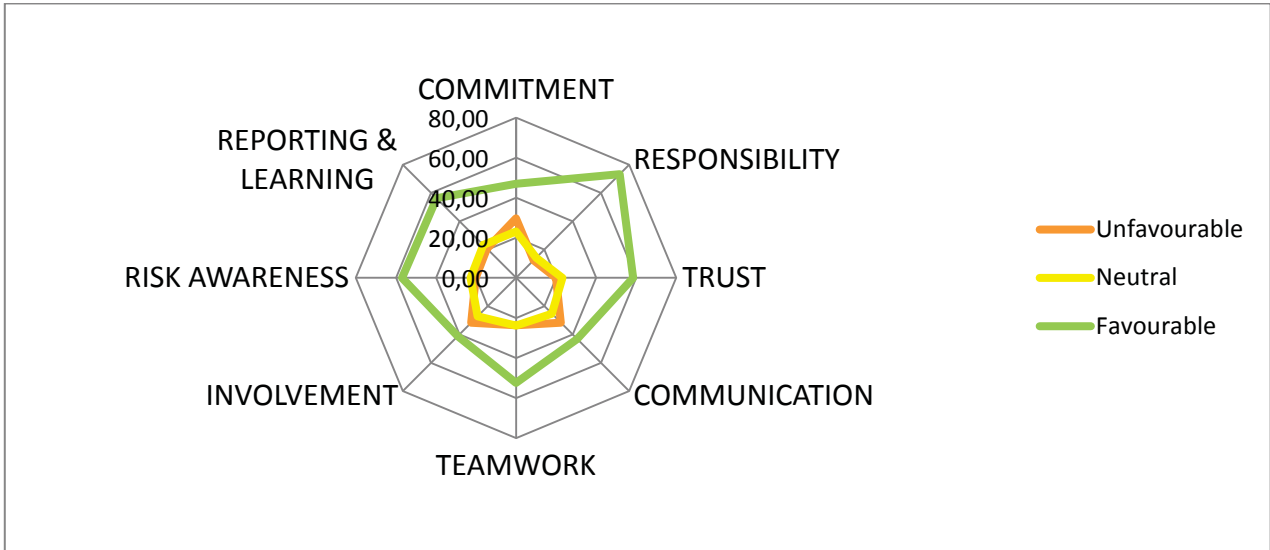 COMMITMENT
80,00
60,00
40,00
20,00
0,00
RESPONSIBILITY
TRUST
COMMUNICATION
TEAMWORK
INVOLVEMENT
RISK AWARENESS
REPORTING &
LEARNING
Unfavourable
Neutral
Favourable